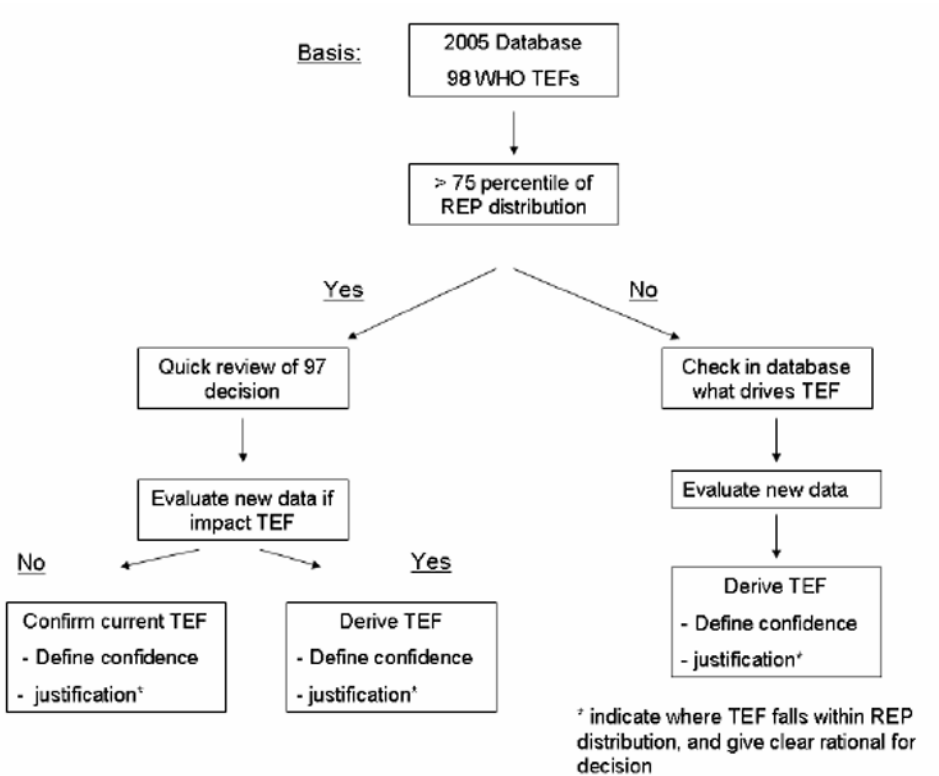 Basis:
2005 Database
98 WHO TEFs
> 75 percentile of
REP distribution
Yes
No
Quick review of 97
decision
Check in database
what drives TEF
Evaluate new data if
impact TEF
Evaluate new data
No
Yes
Confirm current TEF
- Define confidence
- justification*
Derive TEF
- Define confidence
- justification*
Derive TEF
- Define confidence
- justification*
* indicate where TEF falls within REP
distribution, and give clear rational for
decision